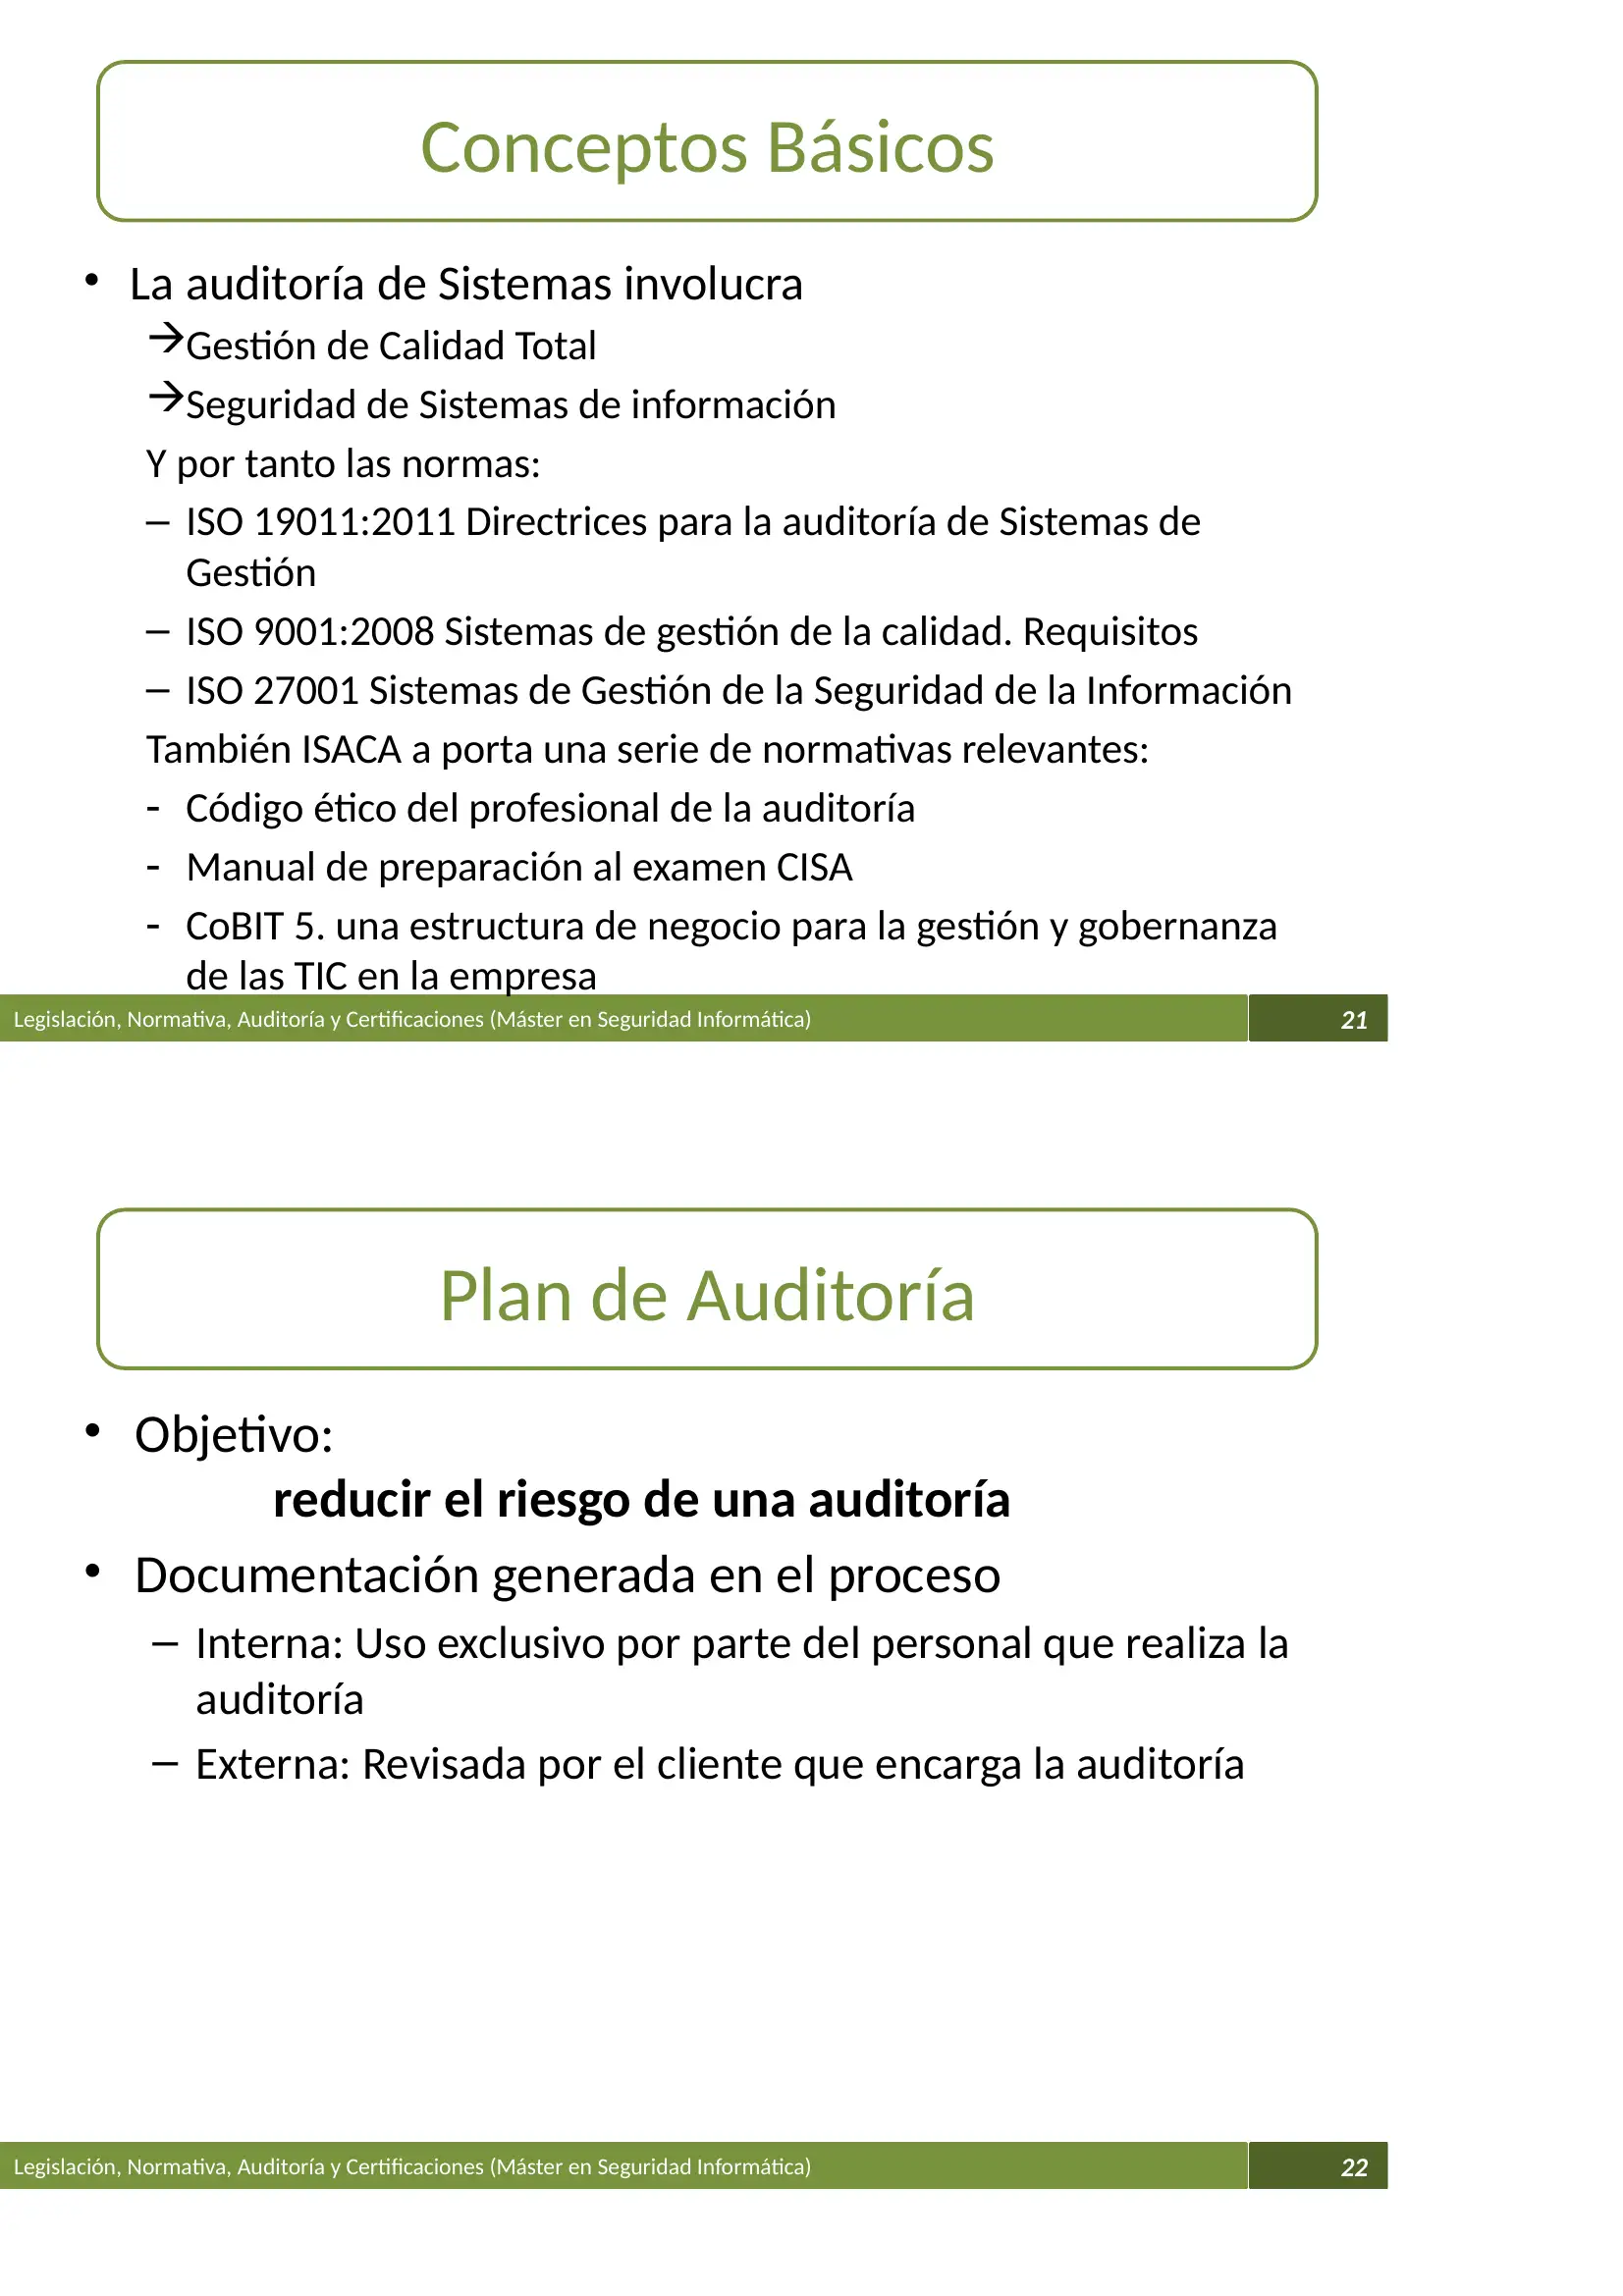 Conceptos Básicos
• La auditoría de Sistemas involucra
→Gestión de Calidad Total
→Seguridad de Sistemas de información
Y por tanto las normas:
– ISO 19011:2011 Directrices para la auditoría de Sistemas de
Gestión
– ISO 9001:2008 Sistemas de gestión de la calidad. Requisitos
– ISO 27001 Sistemas de Gestión de la Seguridad de la Información
También ISACA a porta una serie de normativas relevantes:
- Código ético del profesional de la auditoría
- Manual de preparación al examen CISA
- CoBIT 5. una estructura de negocio para la gestión y gobernanza
de las TIC en la empresa
Legislación, Normativa, Auditoría y Certificaciones (Máster en Seguridad Informática) 21
Plan de Auditoría
• Objetivo:
reducir el riesgo de una auditoría
• Documentación generada en el proceso
– Interna: Uso exclusivo por parte del personal que realiza la
auditoría
– Externa: Revisada por el cliente que encarga la auditoría
Legislación, Normativa, Auditoría y Certificaciones (Máster en Seguridad Informática) 22